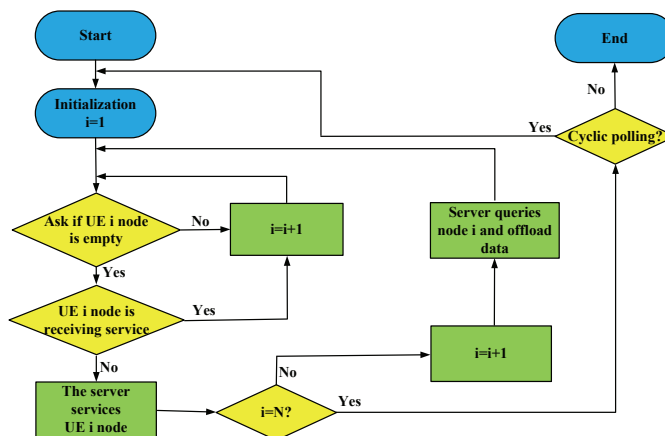 Start
End
Initialization
i=1
No
Yes
Cyclic polling?
Ask if UE i node
is empty
No
i=i+1
Server queries
node i and offload
data
Yes
UE i node is
receiving service
Yes
i=i+1
No
The server
services
UE i node
i=N?
No
Yes